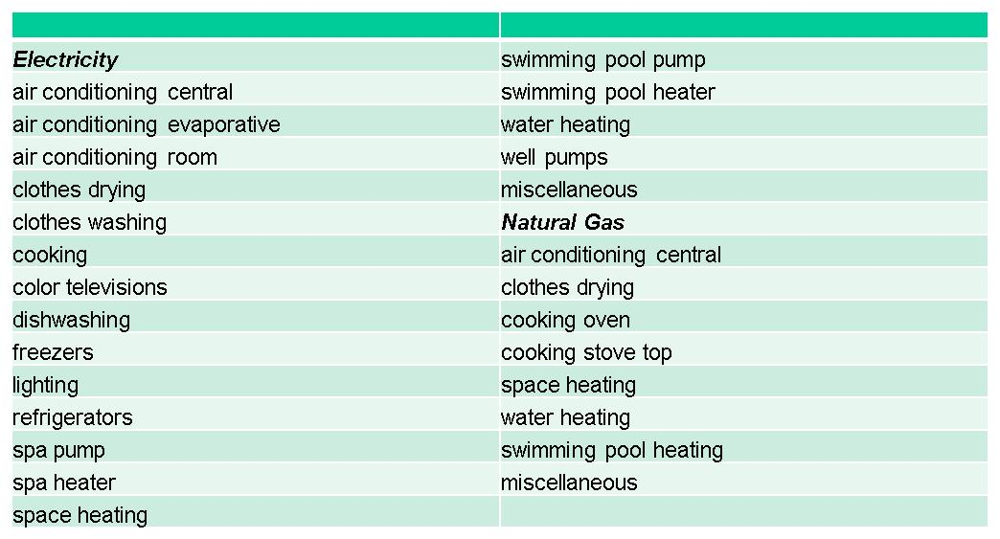 Electricity
air conditioning central
air conditioning evaporative
air conditioning room
clothes drying
clothes washing
cooking
color televisions
dishwashing
freezers
lighting
refrigerators
spa pump
spa heater
space heating
swimming pool pump
swimming pool heater
water heating
well pumps
miscellaneous
Natural Gas
air conditioning central
clothes drying
cooking oven
cooking stove top
space heating
water heating
swimming pool heating
miscellaneous